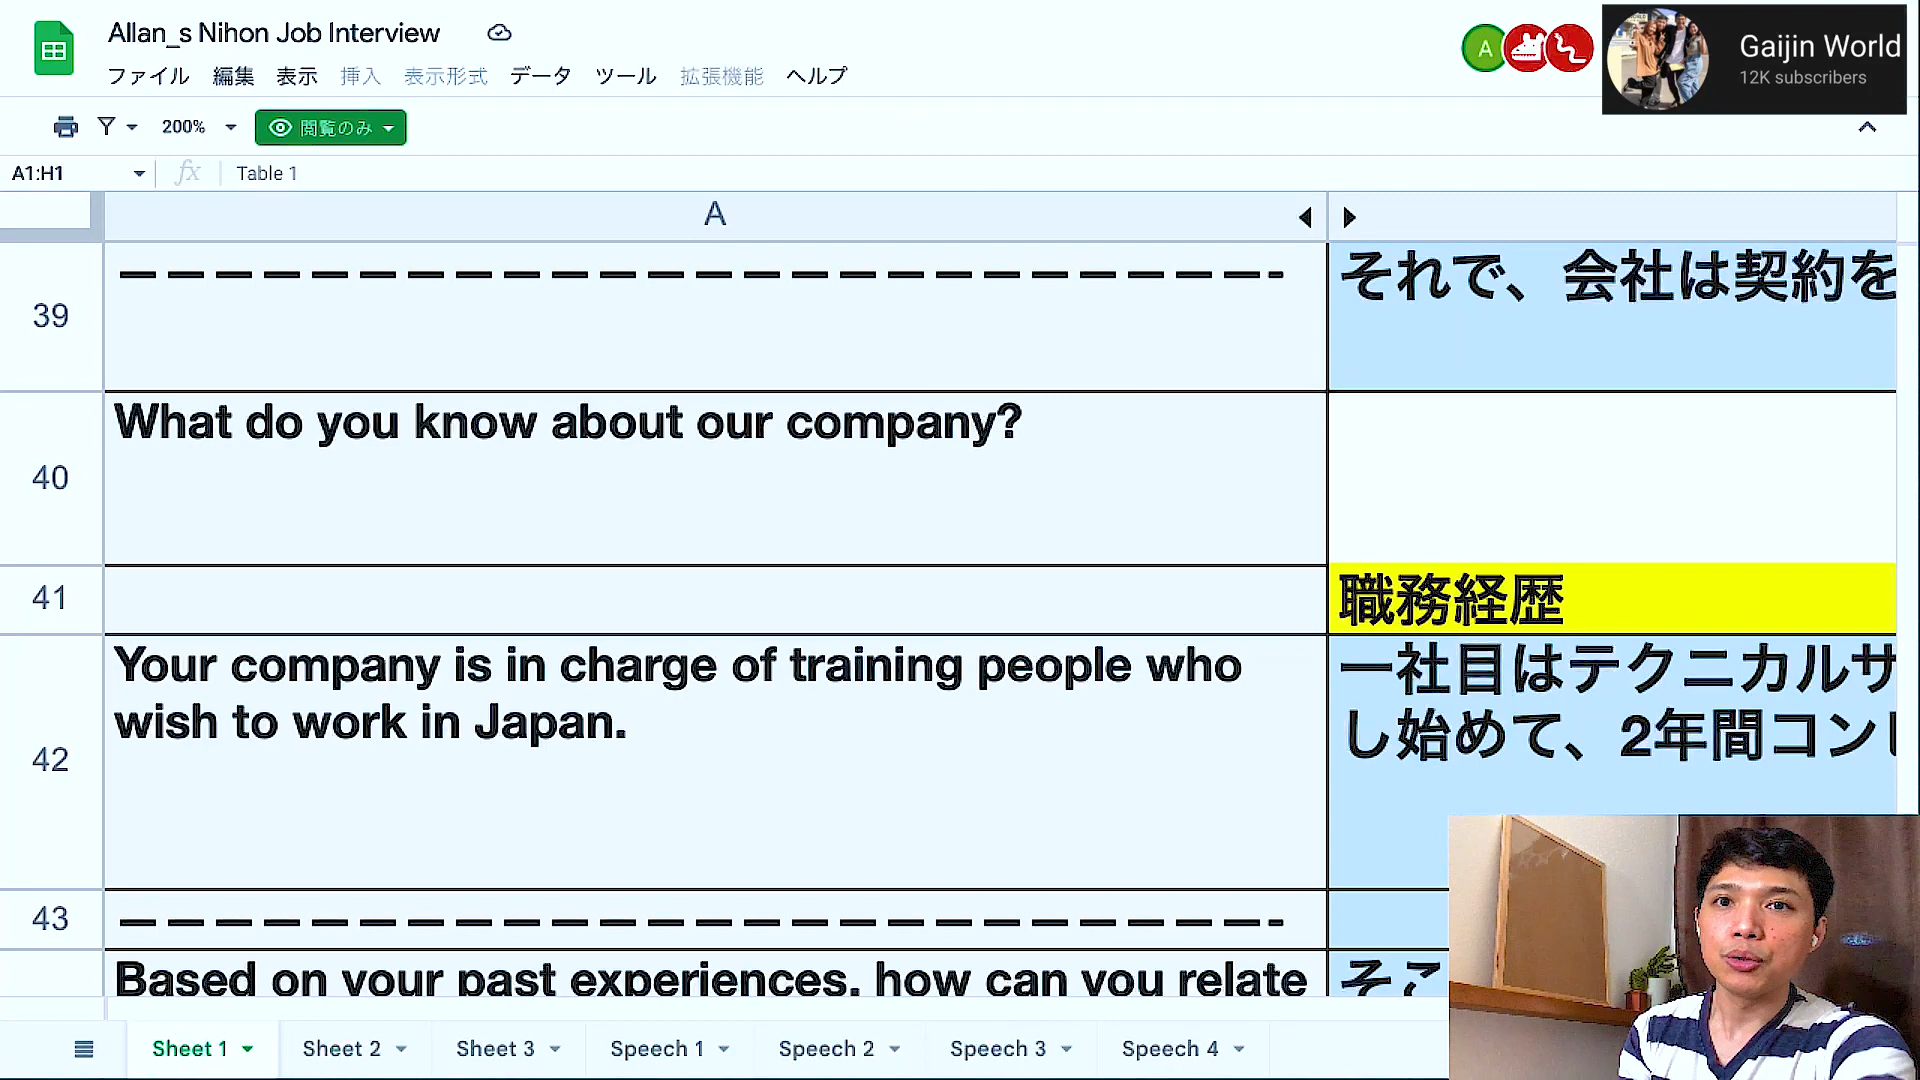 Allan_s Nihon Job Interview
ファイル 編集 表示 挿入 表示形式 データ ツール 拡張機能 ヘルプ
A
Gaijin World
12K subscribers
200%
閲覧のみ
A1:H1
fx
Table 1
A
39
それで、会社は契約を
40
What do you know about our company?
41
職務経歴
42
Your company is in charge of training people who
wish to work in Japan.
一社目はテクニカルサ
し始めて、2年間コンレ
43
Based on your past experiences, how can you relate
Sheet 1
Sheet 2
Sheet 3
Speech 1
Speech 2
Speech 3
Speech 4